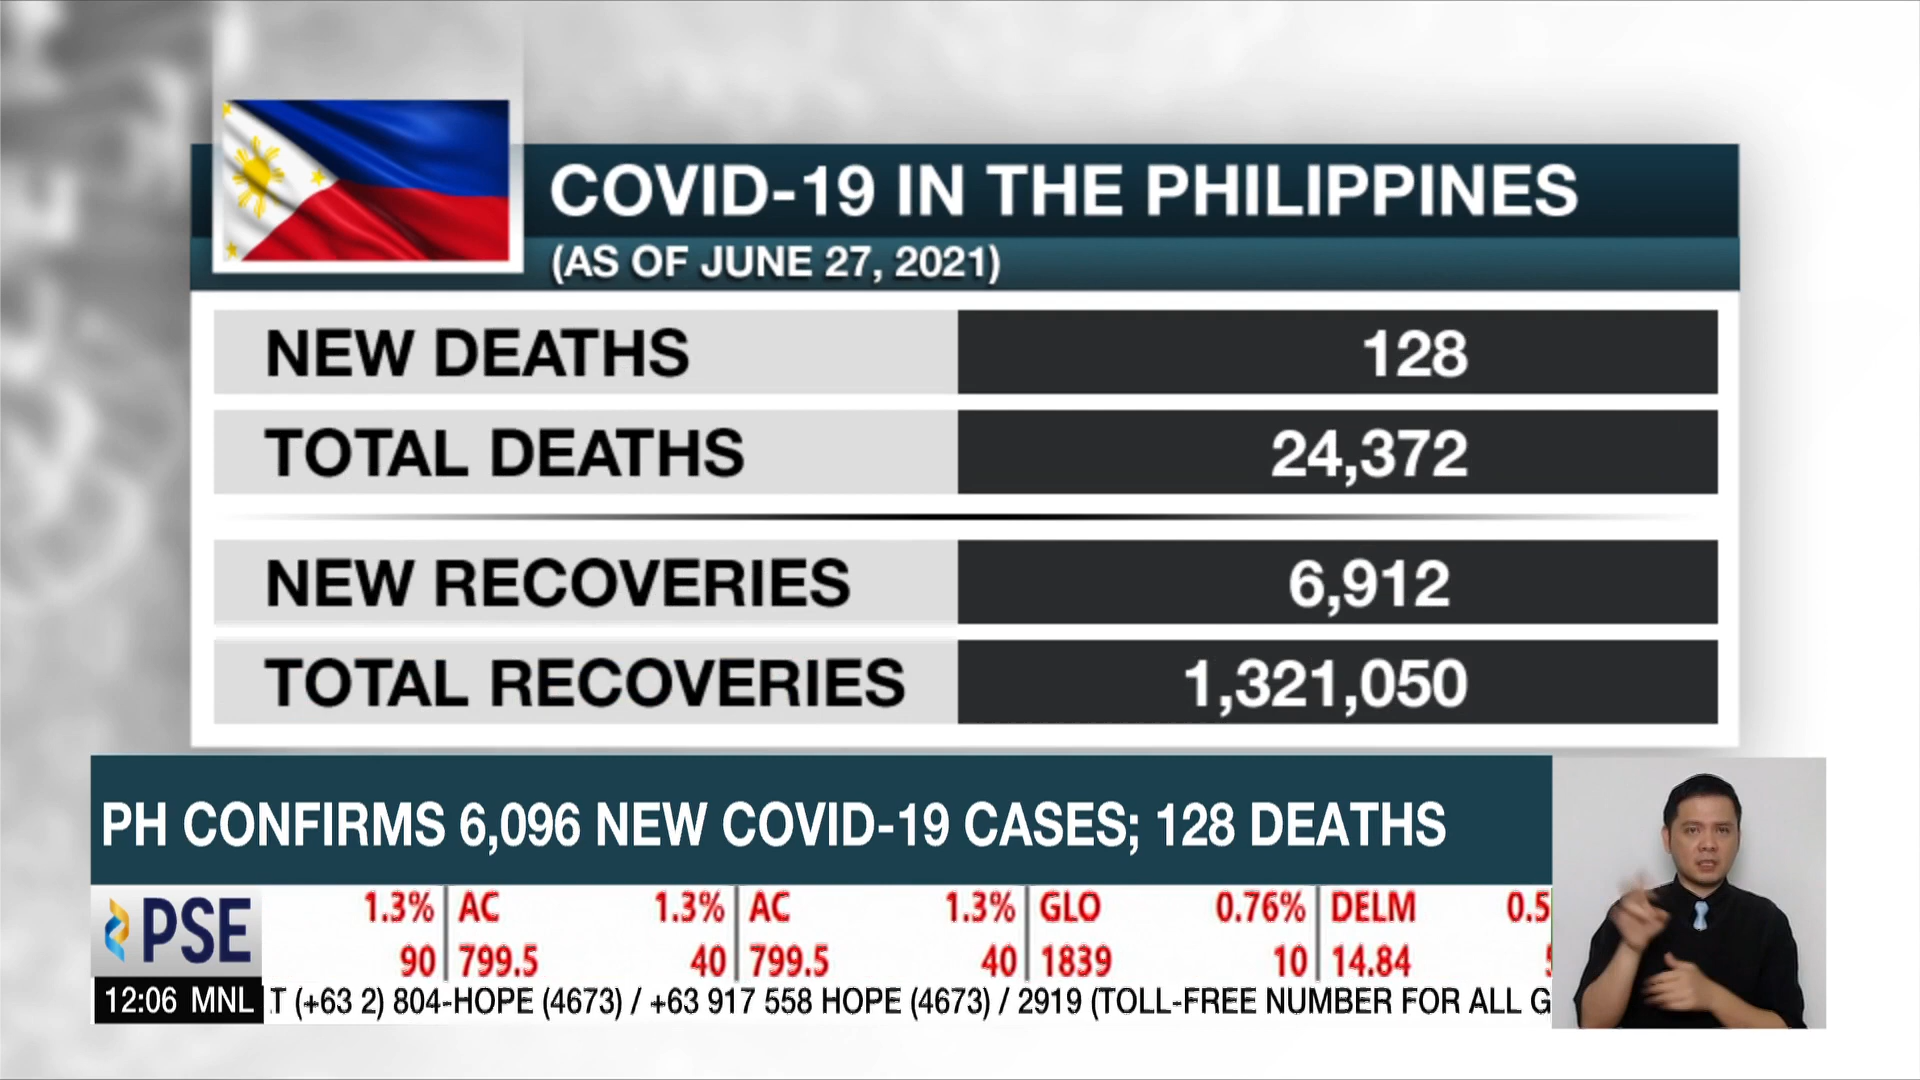 COVID-19 IN THE PHILIPPINES
(AS OF JUNE 27, 2021)
NEW DEATHS 128
TOTAL DEATHS 24,372
NEW RECOVERIES 6,912
TOTAL RECOVERIES 1,321,050
PH CONFIRMS 6,096 NEW COVID-19 CASES; 128 DEATHS
PSE
1.3% AC 1.3% AC 1.3% GLO 0.76% DELM 0.5
90 799.5 40 799.5 40 1839 10 14.84
12:06 MNL
T (+63 2) 804-HOPE (4673) / +63 917 558 HOPE (4673) / 2919 (TOLL-FREE NUMBER FOR ALL G